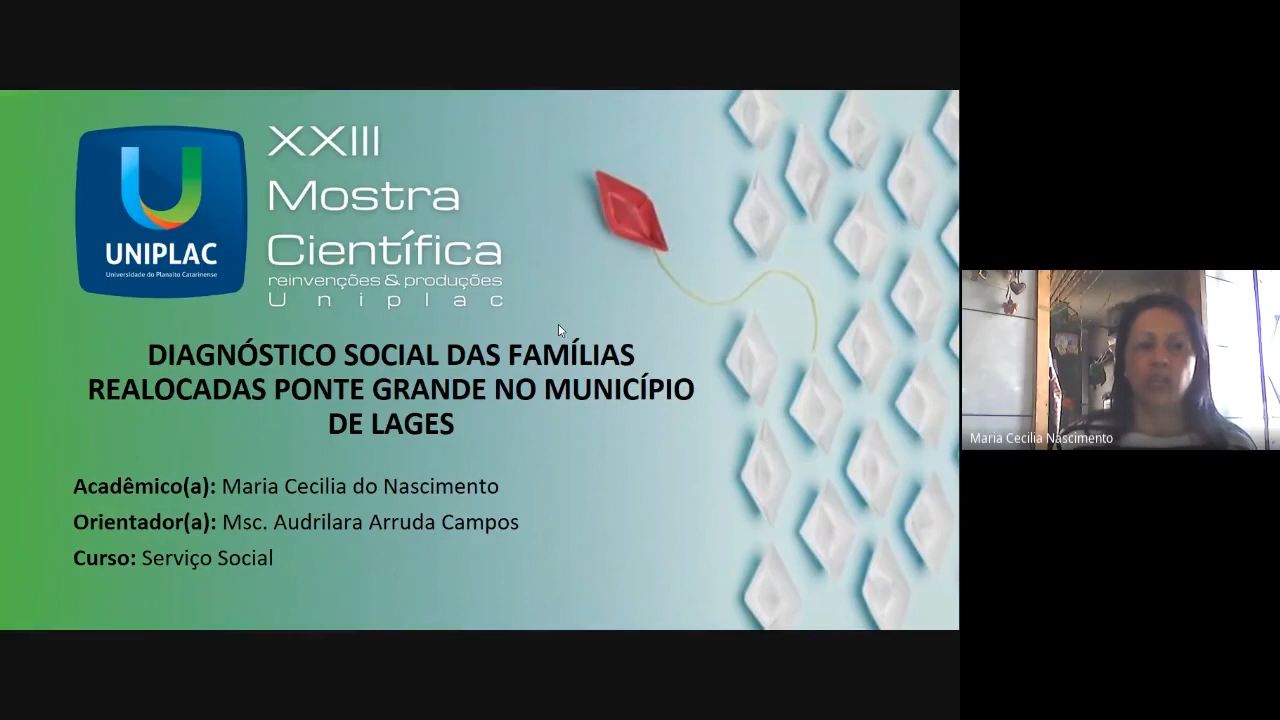 XXIII
Mostra
Científica
reinvenções & produções
Uniplac
UNIPLAC
Universidade do Planalto Catarinense
DIAGNÓSTICO SOCIAL DAS FAMÍLIAS
REALOCADAS PONTE GRANDE NO MUNICÍPIO
DE LAGES
Acadêmico(a): Maria Cecilia do Nascimento
Orientador(a): Msc. Audrilara Arruda Campos
Curso: Serviço Social
Maria Cecilia Nascimento